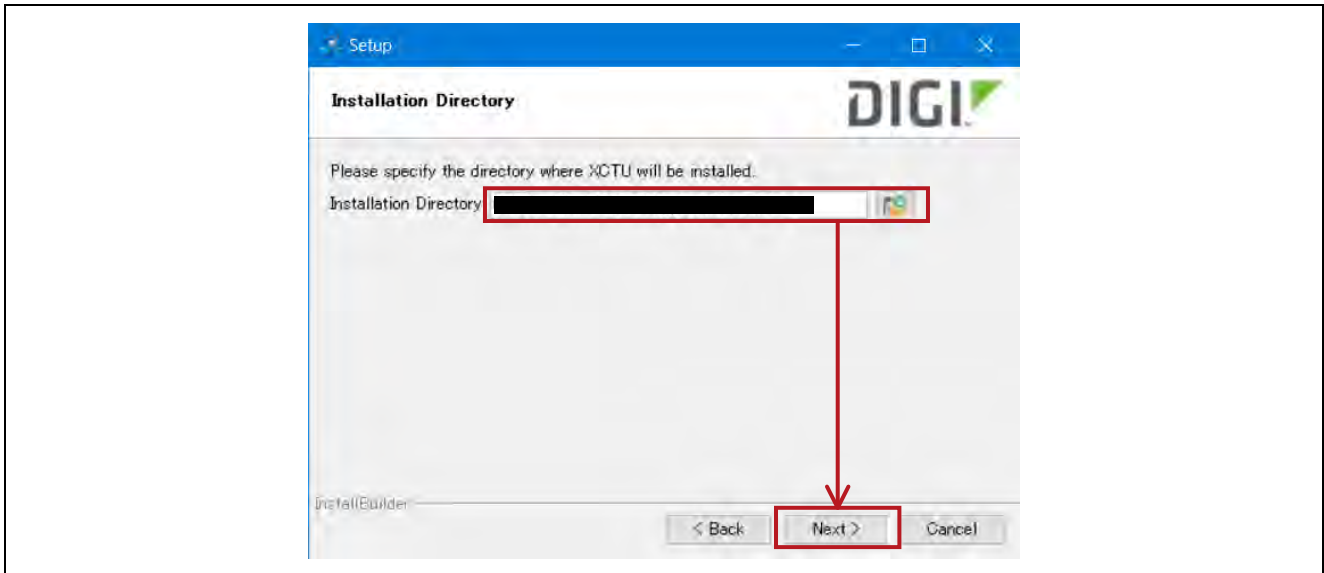 Setup
Installation Directory
DIGI
Please specify the directory where XCTU will be installed.
Installation Directory
InstallBuilder
< Back Next > Cancel